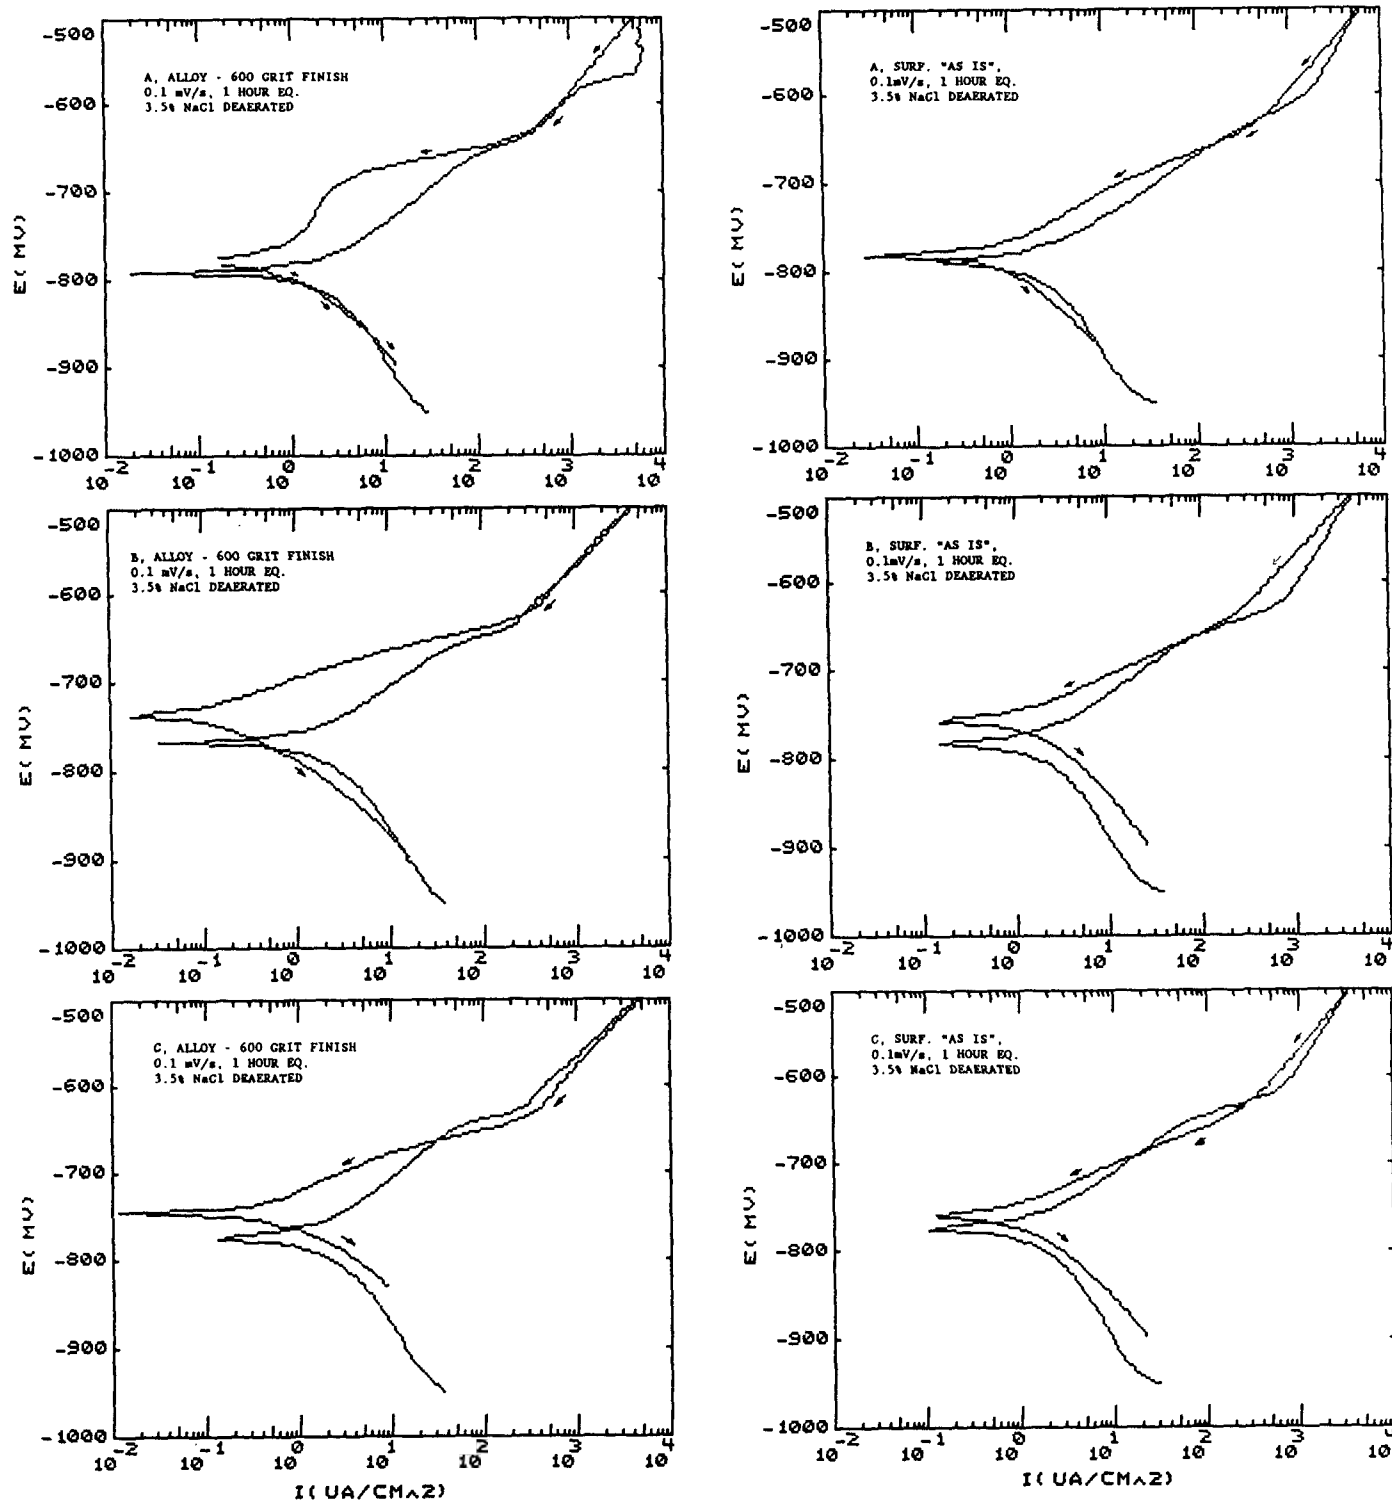 -500
-600
-700
-800
-900
-1000
E( MV)
A, ALLOY - 600 GRIT FINISH
0.1 mV/s, 1 HOUR EQ.
3.5% NaCl DEAERATED
10^-2 10^-1 10^0 10^1 10^2 10^3 10^4
-500
-600
-700
-800
-900
-1000
E( MV)
A, SURF. "AS IS",
0.1mV/s, 1 HOUR EQ.
3.5% NaCl DEAERATED
10^-2 10^-1 10^0 10^1 10^2 10^3 10^4
-500
-600
-700
-800
-900
-1000
E( MV)
B, ALLOY - 600 GRIT FINISH
0.1 mV/s, 1 HOUR EQ.
3.5% NaCl DEAERATED
10^-2 10^-1 10^0 10^1 10^2 10^3 10^4
-500
-600
-700
-800
-900
-1000
E( MV)
B, SURF. "AS IS",
0.1mV/s, 1 HOUR EQ.
3.5% NaCl DEAERATED
10^-2 10^-1 10^0 10^1 10^2 10^3 10^4
-500
-600
-700
-800
-900
-1000
E( MV)
C, ALLOY - 600 GRIT FINISH
0.1 mV/s, 1 HOUR EQ.
3.5% NaCl DEAERATED
10^-2 10^-1 10^0 10^1 10^2 10^3 10^4
I( UA/CM^2)
-500
-600
-700
-800
-900
-1000
E( MV)
C, SURF. "AS IS",
0.1mV/s, 1 HOUR EQ.
3.5% NaCl DEAERATED
10^-2 10^-1 10^0 10^1 10^2 10^3
I( UA/CM^2)